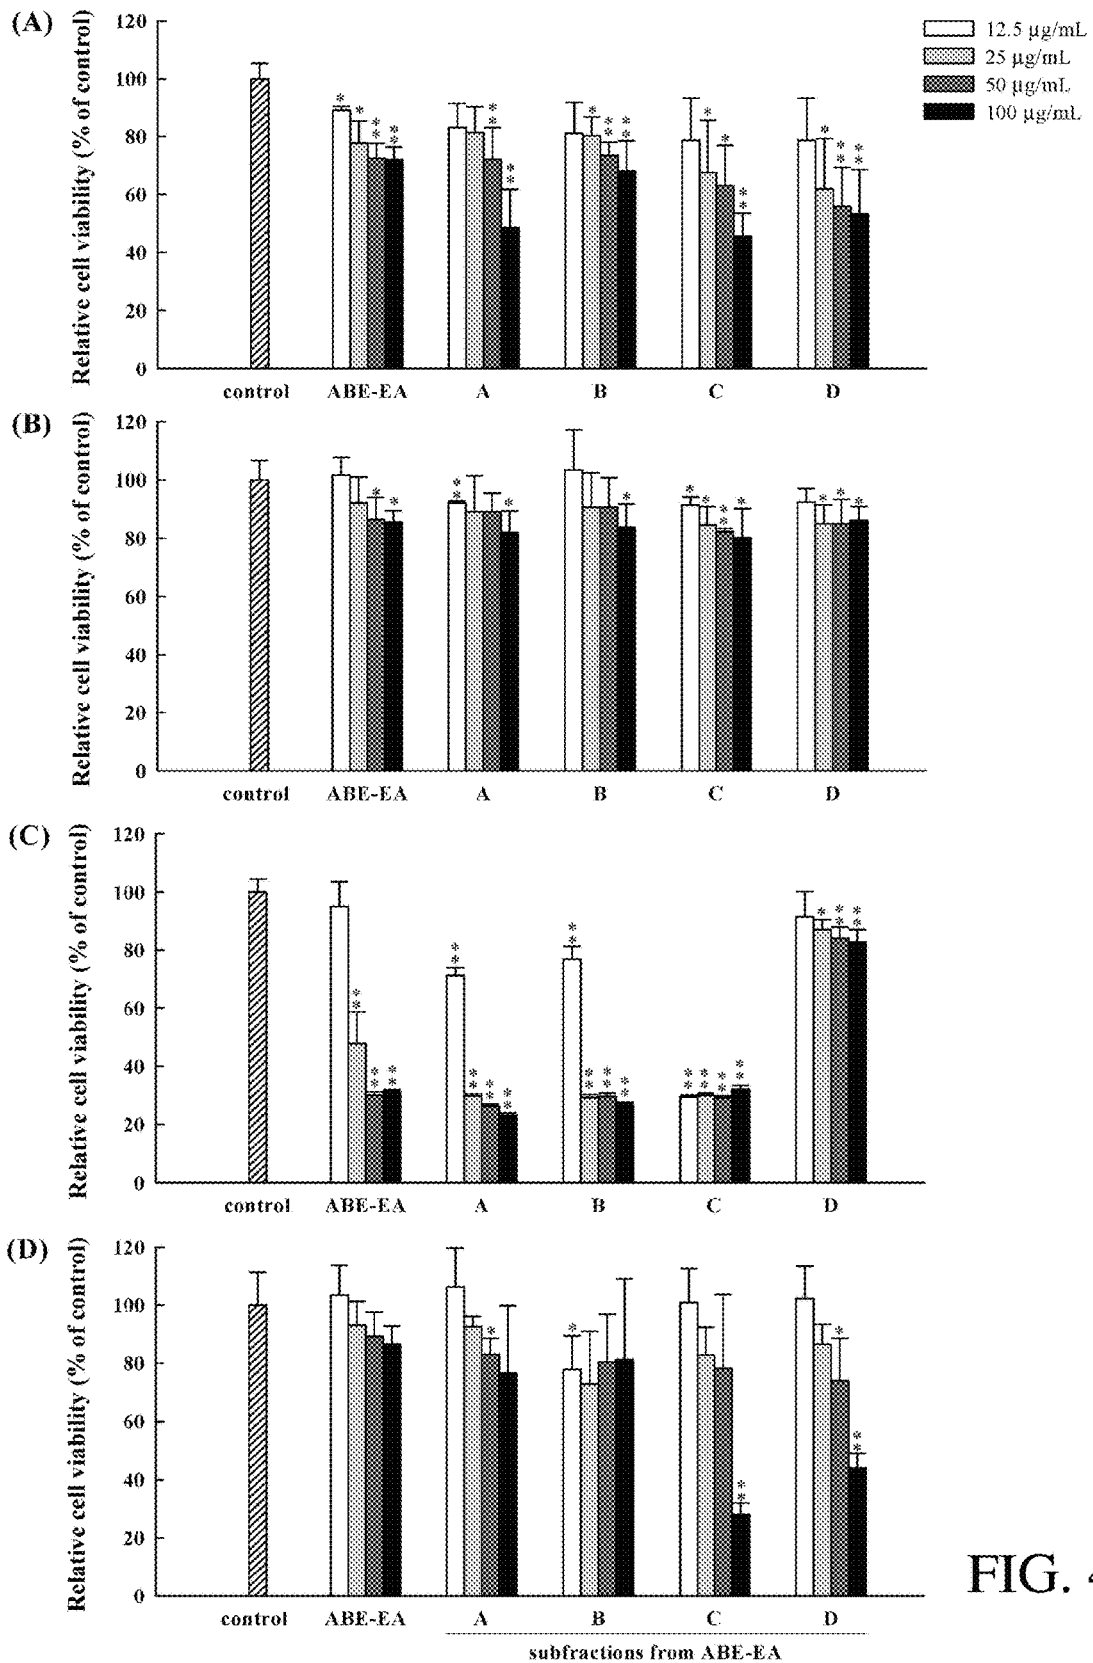 (A)
Relative cell viability (% of control)
120
100
80
60
40
20
0
12.5 µg/mL
25 µg/mL
50 µg/mL
100 µg/mL
control ABE-EA A B C D
(B)
Relative cell viability (% of control)
120
100
80
60
40
20
0
control ABE-EA A B C D
(C)
Relative cell viability (% of control)
120
100
80
60
40
20
0
control ABE-EA A B C D
(D)
Relative cell viability (% of control)
120
100
80
60
40
20
0
control ABE-EA A B C D
subfractions from ABE-EA
FIG.